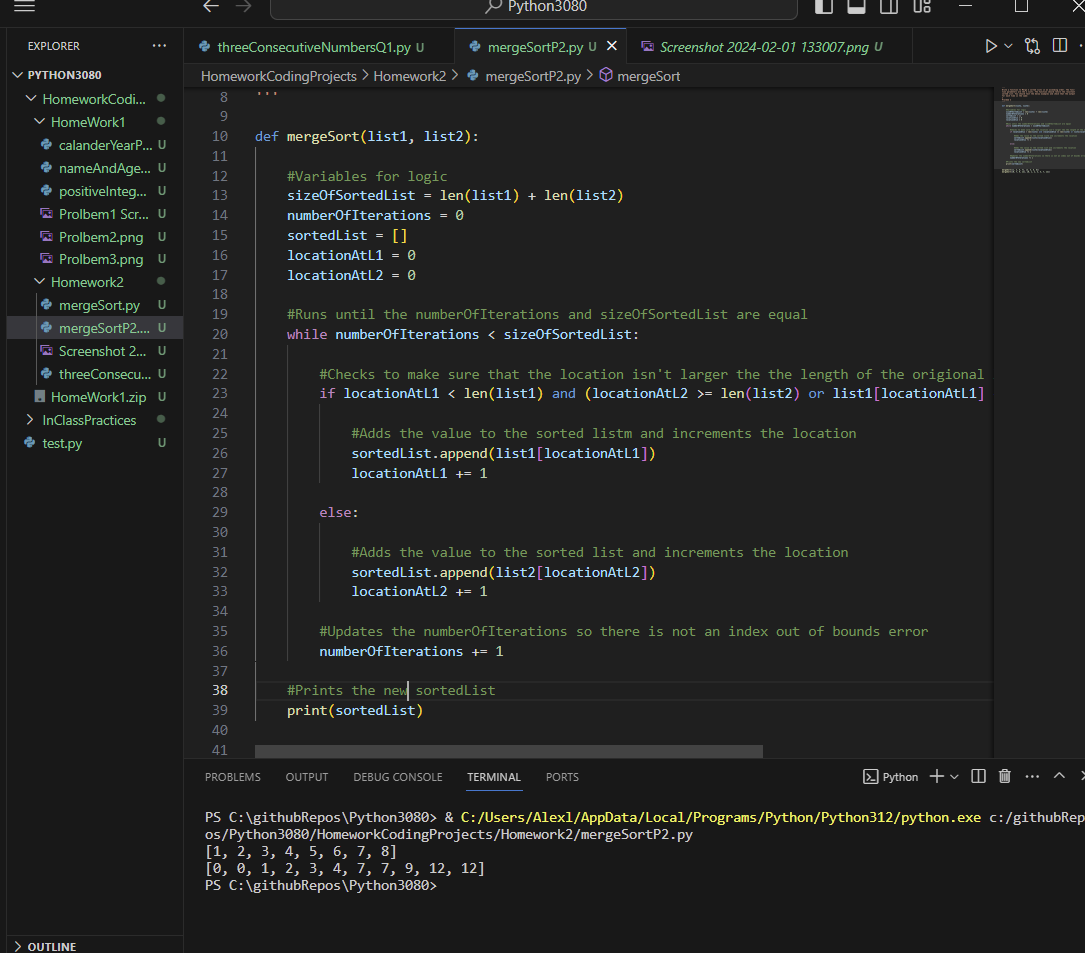 Python3080
EXPLORER
threeConsecutiveNumbersQ1.py U
mergeSortP2.py U
Screenshot 2024-02-01 133007.png U
HomeworkCodingProjects > Homework2 > mergeSortP2.py > mergeSort
PYTHON3080
HomeworkCodi...
HomeWork1
calanderYearP... U
nameAndAge... U
positiveInteg... U
Prolbem1 Scr... U
Prolbem2.png U
Prolbem3.png U
Homework2
mergeSort.py U
mergeSortP2.... U
Screenshot 2... U
threeConsecu... U
HomeWork1.zip U
InClassPractices
test.py U
OUTLINE
8 '''
9
10 def mergeSort(list1, list2):
11
12 #Variables for logic
13 sizeOfSortedList = len(list1) + len(list2)
14 numberOfIterations = 0
15 sortedList = []
16 locationAtL1 = 0
17 locationAtL2 = 0
18
19 #Runs until the numberOfIterations and sizeOfSortedList are equal
20 while numberOfIterations < sizeOfSortedList:
21
22 #Checks to make sure that the location isn't larger the the length of the origional
23 if locationAtL1 < len(list1) and (locationAtL2 >= len(list2) or list1[locationAtL1]
24
25 #Adds the value to the sorted listm and increments the location
26 sortedList.append(list1[locationAtL1])
27 locationAtL1 += 1
28
29 else:
30
31 #Adds the value to the sorted list and increments the location
32 sortedList.append(list2[locationAtL2])
33 locationAtL2 += 1
34
35 #Updates the numberOfIterations so there is not an index out of bounds error
36 numberOfIterations += 1
37
38 #Prints the new sortedList
39 print(sortedList)
40
41
PROBLEMS OUTPUT DEBUG CONSOLE TERMINAL PORTS
Python
PS C:\githubRepos\Python3080> & C:/Users/Alexl/AppData/Local/Programs/Python/Python312/python.exe c:/githubRep
os/Python3080/HomeworkCodingProjects/Homework2/mergeSortP2.py
[1, 2, 3, 4, 5, 6, 7, 8]
[0, 0, 1, 2, 3, 4, 7, 7, 9, 12, 12]
PS C:\githubRepos\Python3080>